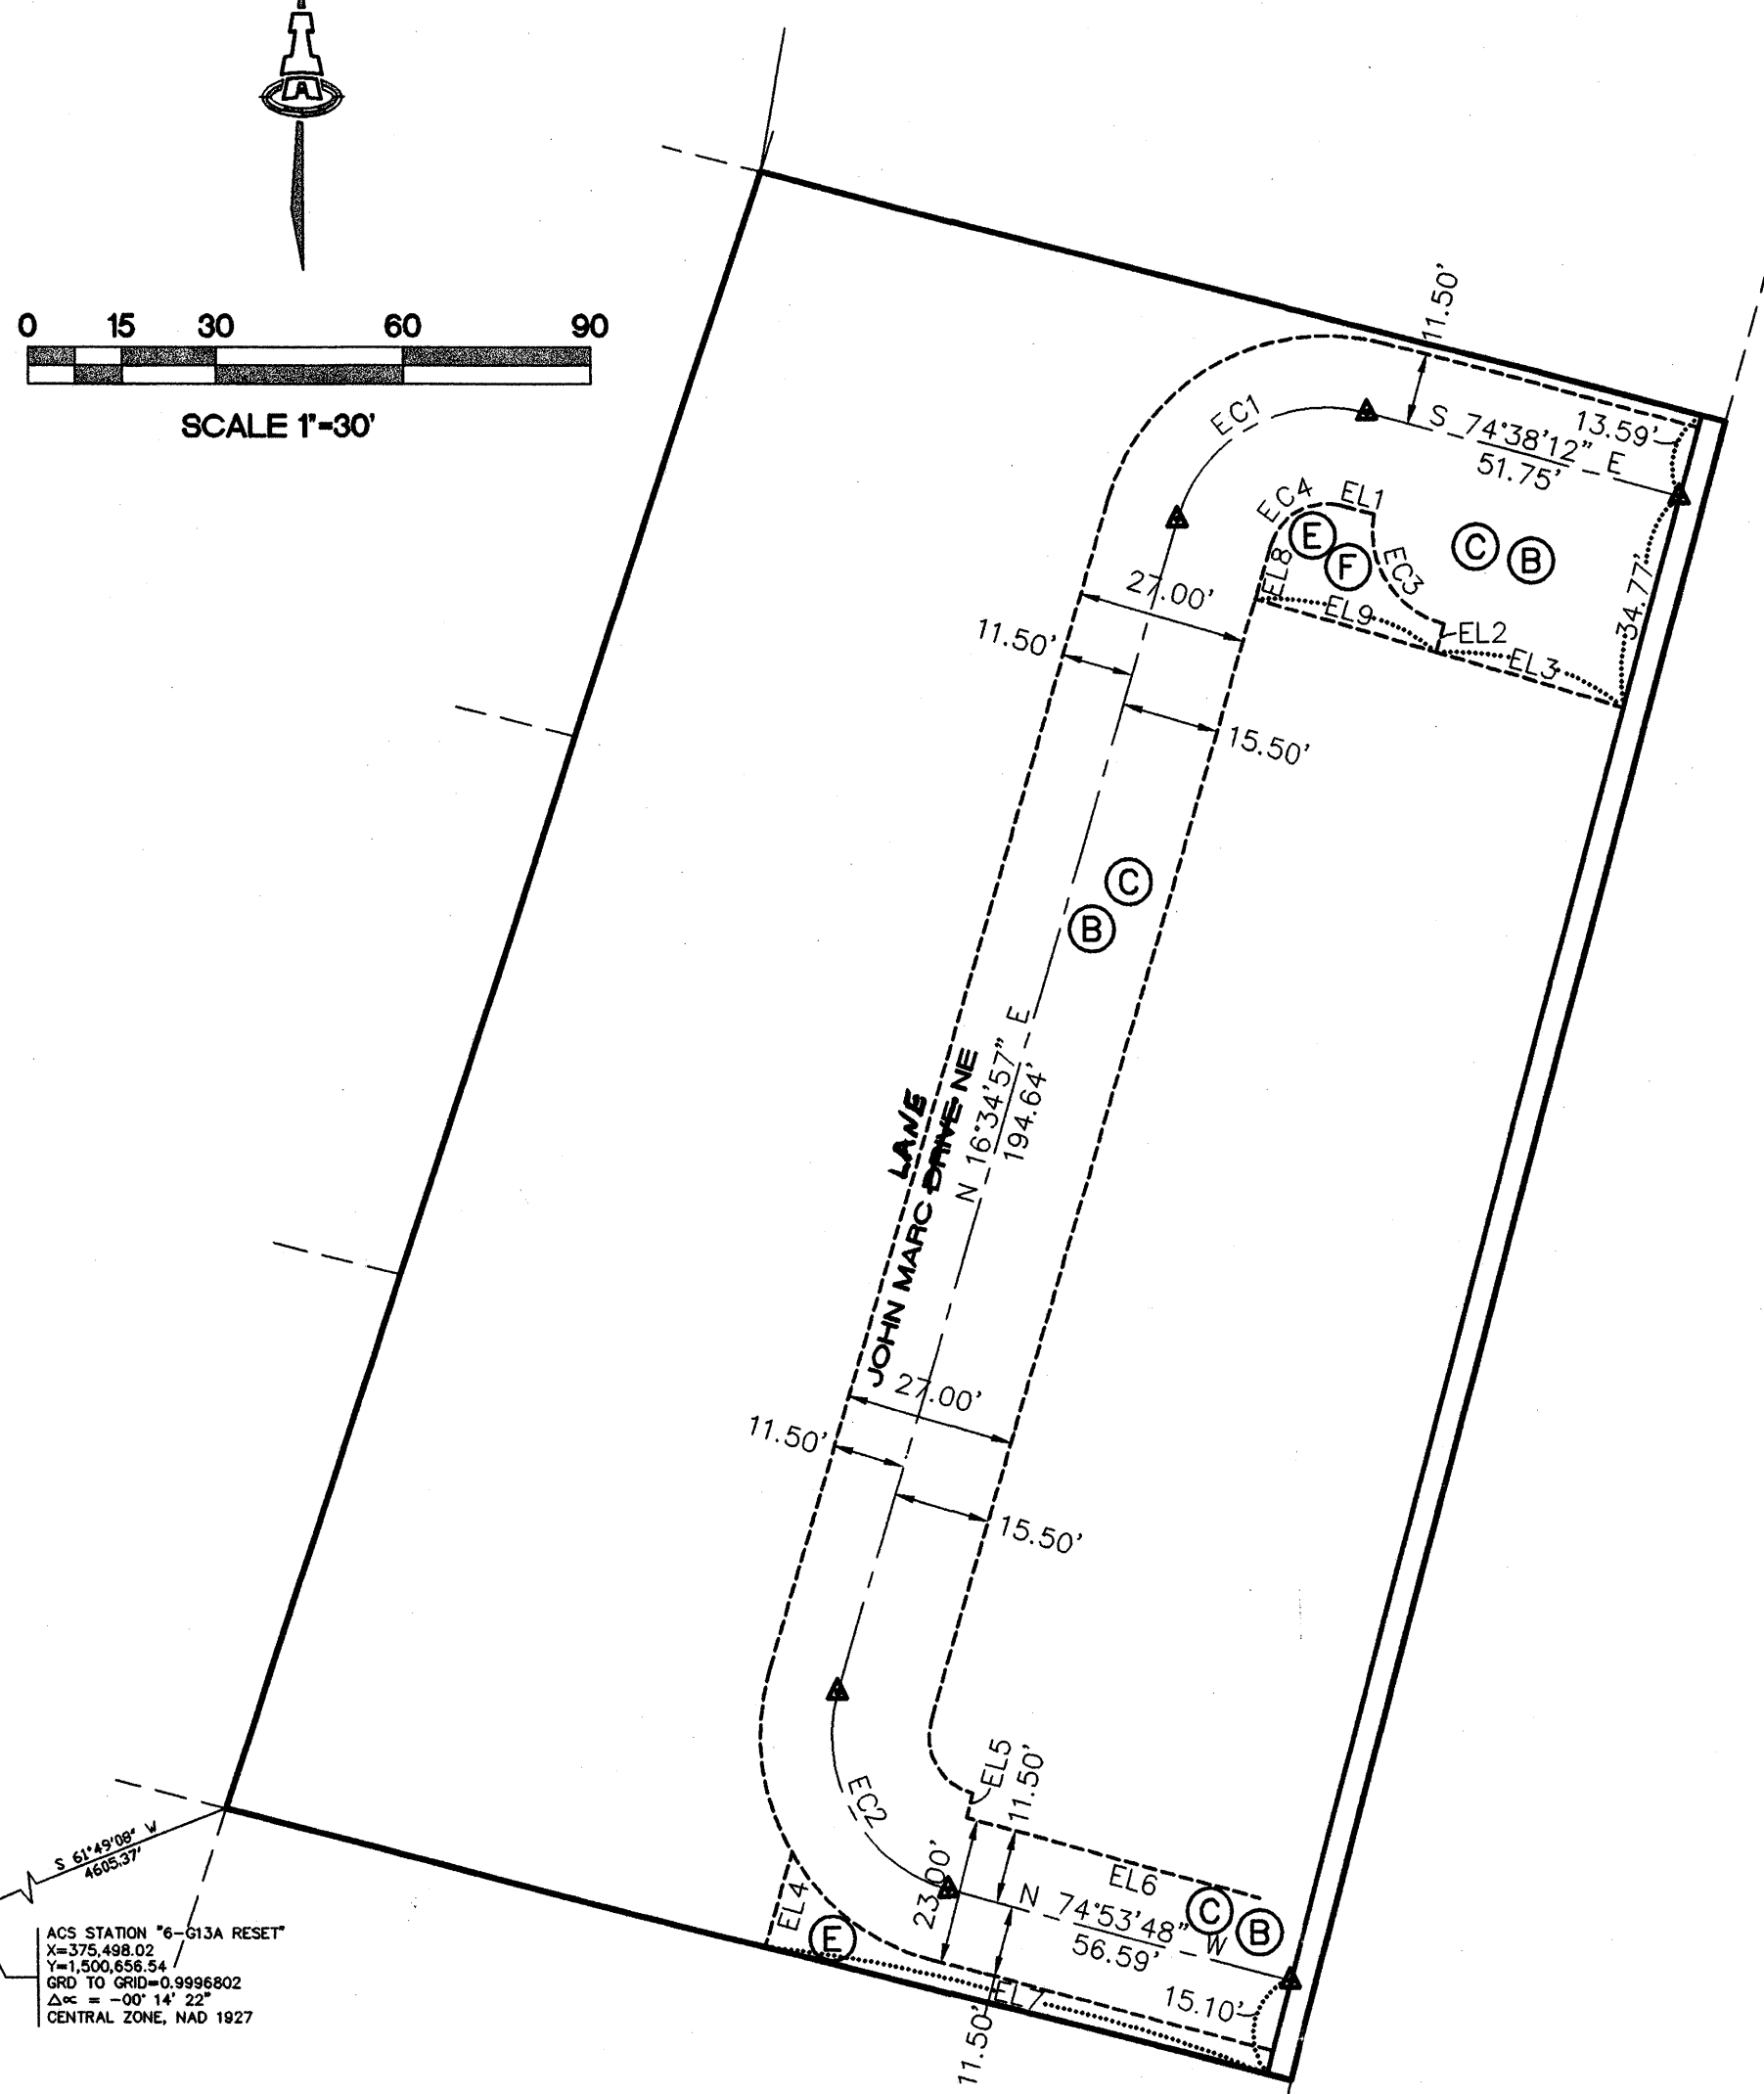 A
0 15 30 60 90
SCALE 1"=30'
11.50'
EC1
S 74°38'12" E
51.75'
13.59'
EC4
EL1
E
F
C
B
EC3
EL8
34.77'
27.00'
EL9
EL2
EL3
11.50'
15.50'
C
B
N 16°34'57" E
194.64'
LANE
JOHN MARC DRIVE NE
27.00'
11.50'
15.50'
EL5
11.50'
EC2
23.00'
EL6
C
B
N 74°53'48" W
56.59'
EL4
E
EL7
15.10'
11.50'
S 61°49'08" W
4605.37'
ACS STATION "6-G13A RESET"
X=375,498.02
Y=1,500,656.54
GRD TO GRID=0.9996802
Δ∝ = -00° 14' 22"
CENTRAL ZONE, NAD 1927